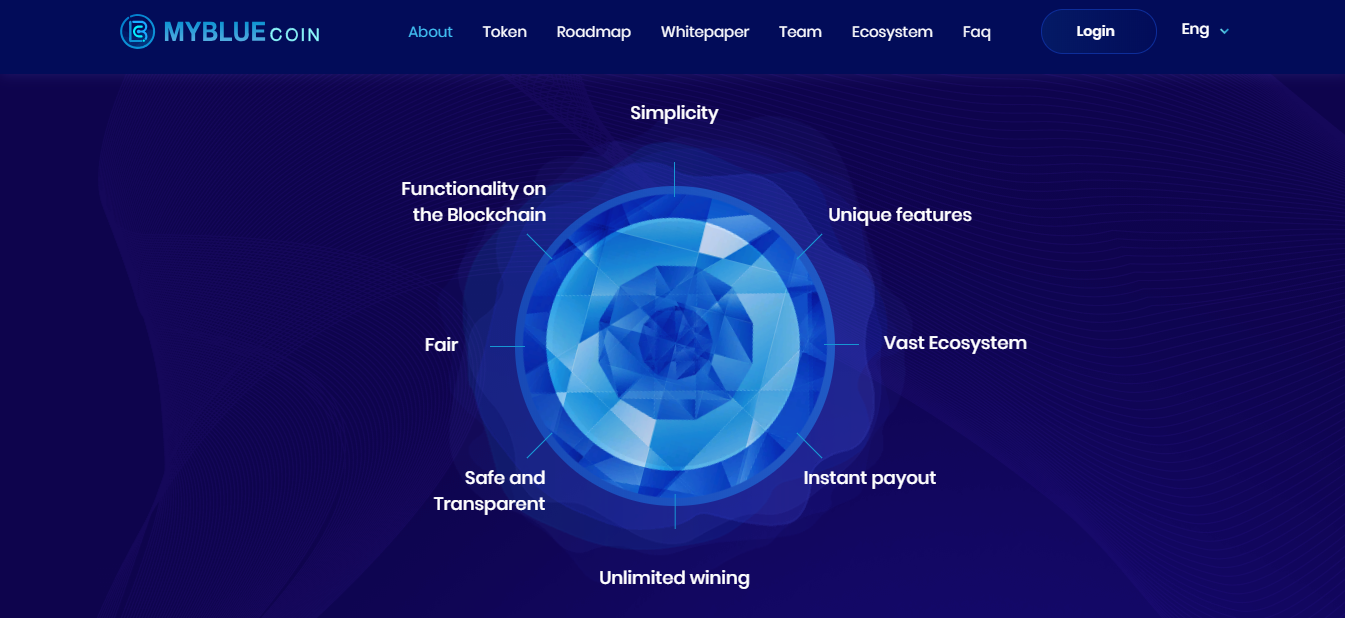 MYBLUE COIN
About Token Roadmap Whitepaper Team Ecosystem Faq Login Eng
Simplicity
Functionality on
the Blockchain
Unique features
Fair
Vast Ecosystem
Safe and
Transparent
Instant payout
Unlimited wining